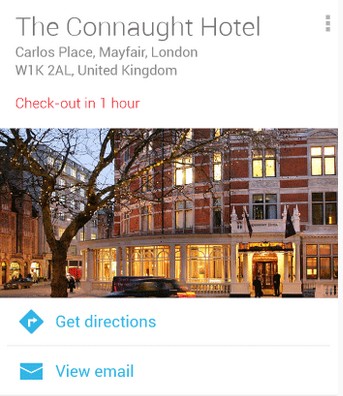 The Connaught Hotel
Carlos Place, Mayfair, London
W1K 2AL, United Kingdom
Check-out in 1 hour
Get directions
View email